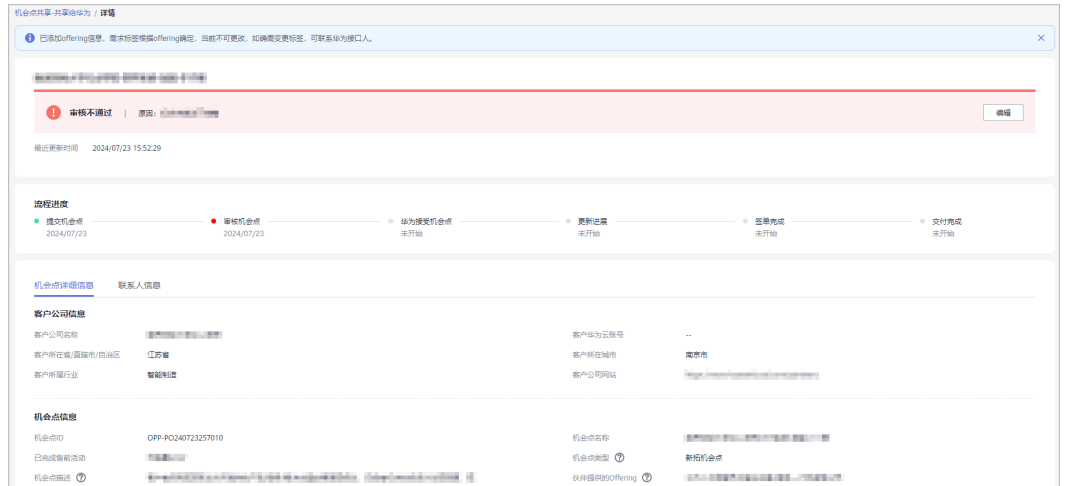 机会点共享-共享给华为 / 详情
已添加offering信息，需求标签根据offering确定，当前不可更改，如确需变更标签，可联系华为接口人。
审核不通过 | 原因： 编辑
最近更新时间 2024/07/23 15:52:29
流程进度
提交机会点 审核机会点 华为接受机会点 更新进展 签单完成 交付完成
2024/07/23 2024/07/23 未开始 未开始 未开始 未开始
机会点详细信息 联系人信息
客户公司信息
客户公司名称 客户华为云账号 --
客户所在省/直辖市/自治区 江苏省 客户所在城市 南京市
客户所属行业 智能制造 客户公司网站
机会点信息
机会点ID OPP-PO240723257010 机会点名称
已完成售前活动 机会点类型 新拓机会点
机会点描述 伙伴提供的Offering